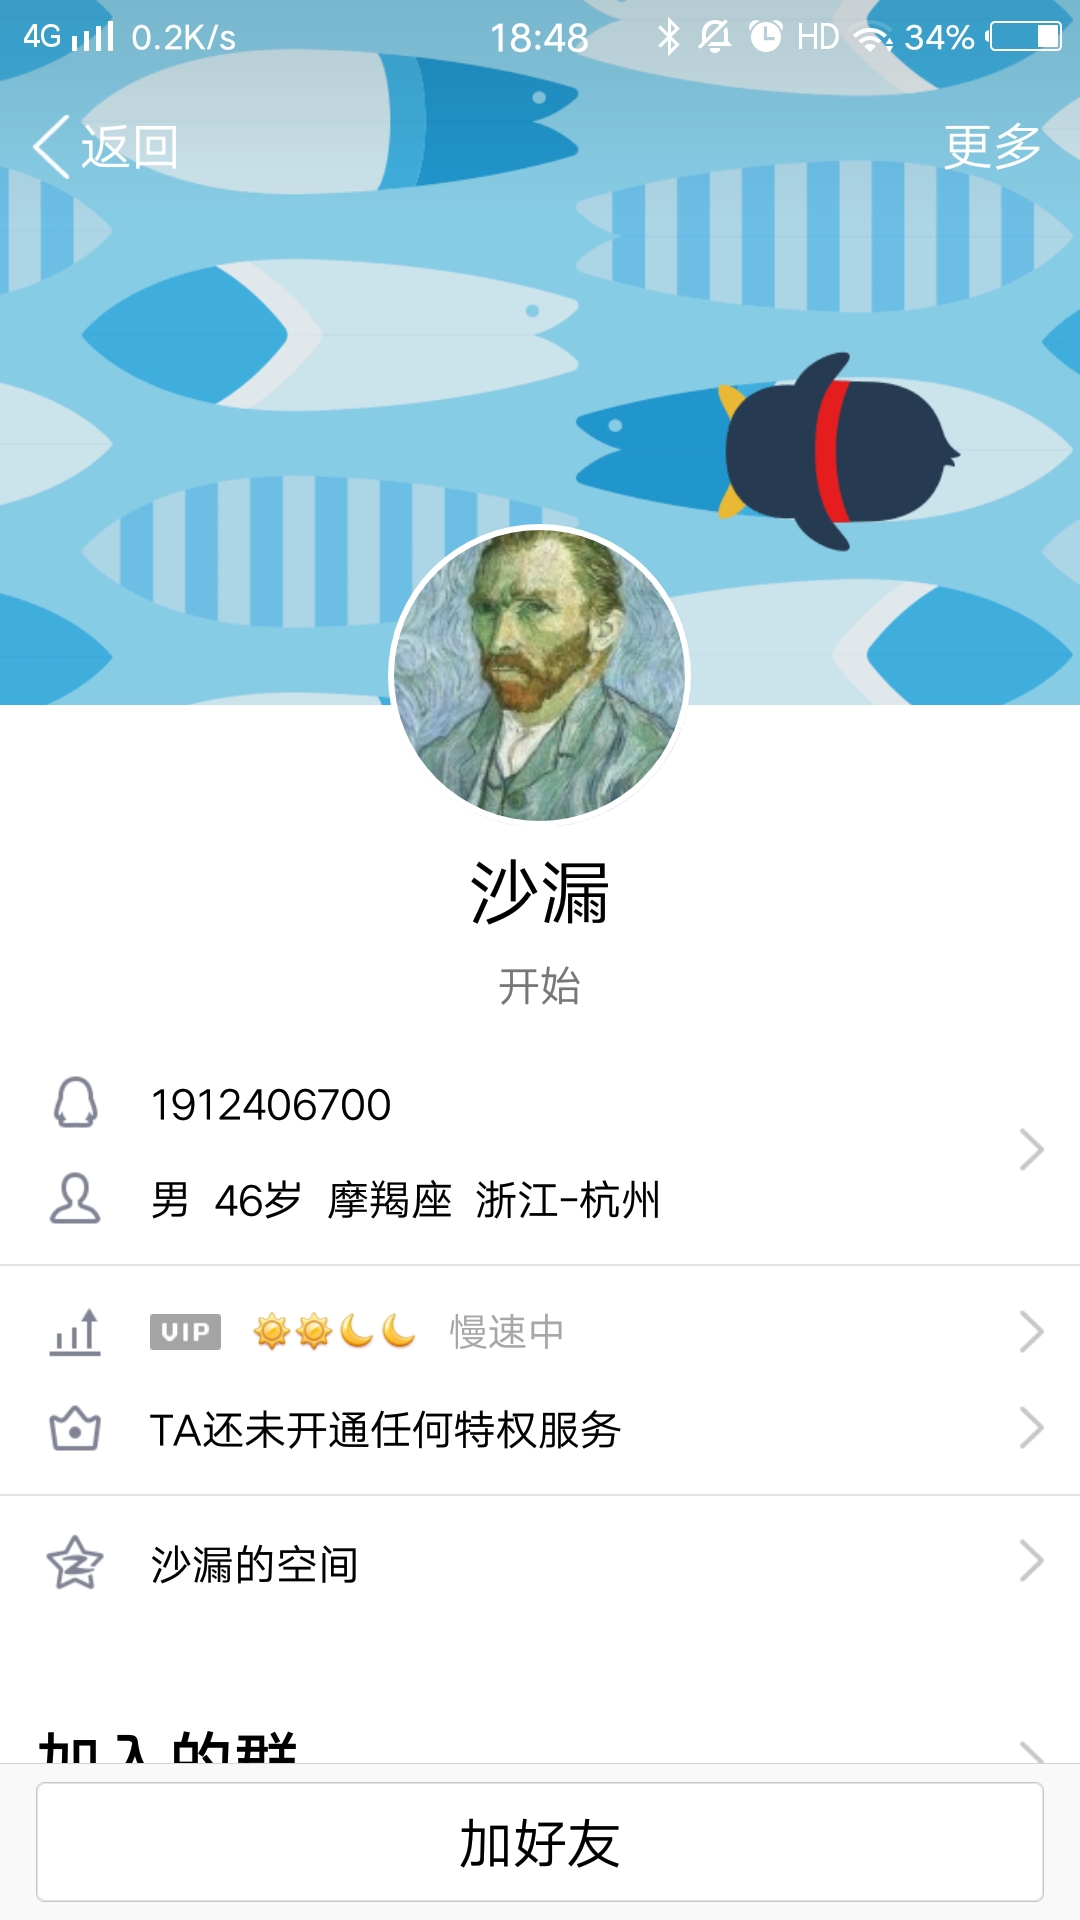 4G 0.2K/s 18:48 HD 34%
返回 更多
沙漏
开始
1912406700
男 46岁 摩羯座 浙江-杭州
VIP 慢速中
TA还未开通任何特权服务
沙漏的空间
加入的群
加好友